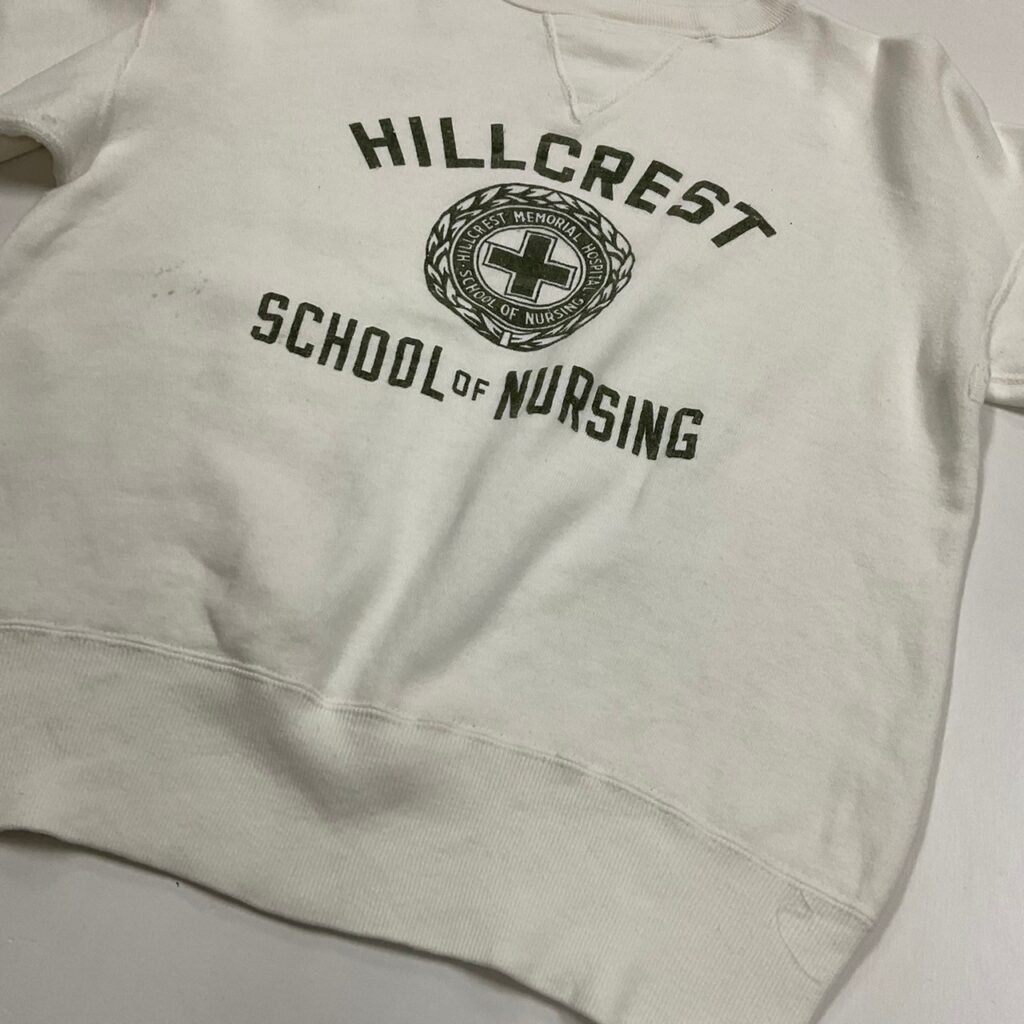 HILLCREST
· HILLCREST MEMORIAL HOSPITAL ·
SCHOOL OF NURSING
SCHOOL OF NURSING